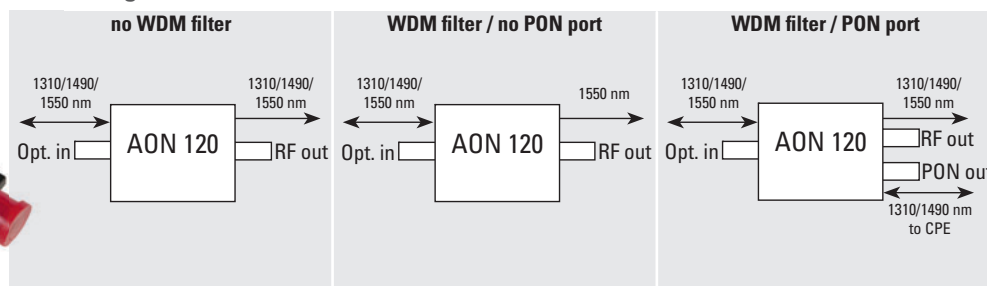 no WDM filter
1310/1490/
1550 nm
1310/1490/
1550 nm
AON 120
Opt. in
RF out
WDM filter / no PON port
1310/1490/
1550 nm
1550 nm
AON 120
Opt. in
RF out
WDM filter / PON port
1310/1490/
1550 nm
1310/1490/
1550 nm
AON 120
Opt. in
RF out
PON out
1310/1490 nm
to CPE